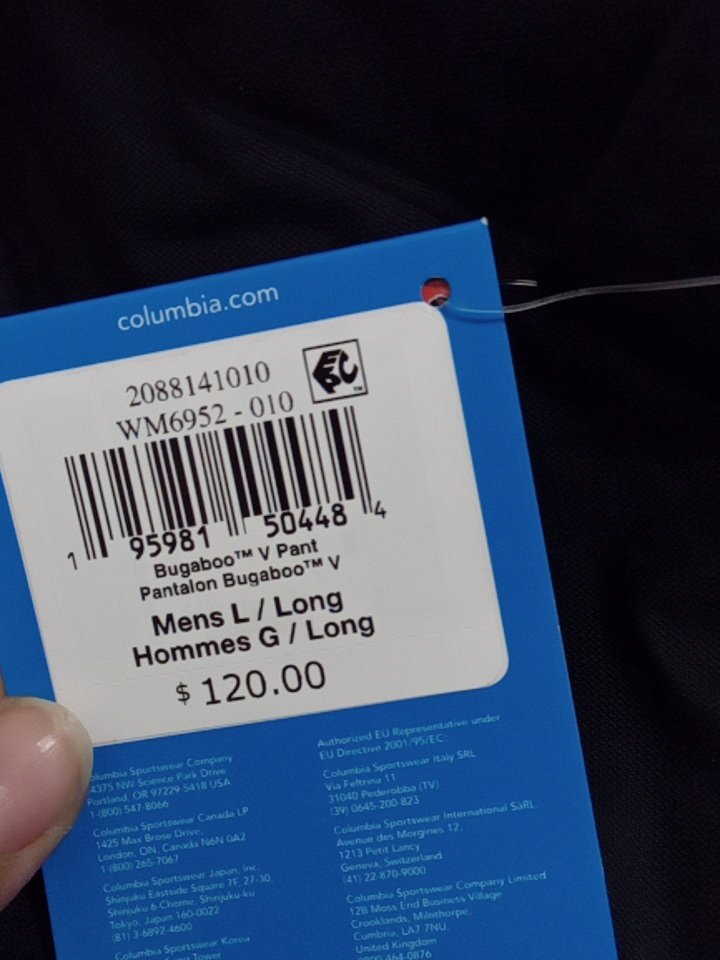 columbia.com
2088141010
WM6952 - 010
EPC™
1 95981 50448 4
Bugaboo™ V Pant
Pantalon Bugaboo™ V
Mens L / Long
Hommes G / Long
$ 120.00
Columbia Sportswear Company
14375 NW Science Park Drive
Portland, OR 97229-5418 USA
1-(800) 547-8066
Columbia Sportswear Canada LP
1425 Max Brose Drive,
London, ON, Canada N6N 0A2
1-(800) 265-7067
Columbia Sportswear Japan, Inc.
Shinjuku Eastside Square 7F, 27-30,
Shinjuku 6-Chome, Shinjuku-ku
Tokyo, Japan 160-0022
(81) 3-6892-4600
Columbia Sportswear Korea
Tower
Authorized EU Representative under
EU Directive 2001/95/EC:
Columbia Sportswear Italy SRL
Via Feltrina 11
31040 Pederobba (TV)
(39) 0645-200-823
Columbia Sportswear International SàRL
Avenue des Morgines 12,
1213 Petit Lancy
Geneva, Switzerland
(41) 22-870-9000
Columbia Sportswear Company Limited
12B Moss End Business Village
Crooklands, Milnthorpe,
Cumbria, LA7 7NU,
United Kingdom
0800-464-0876